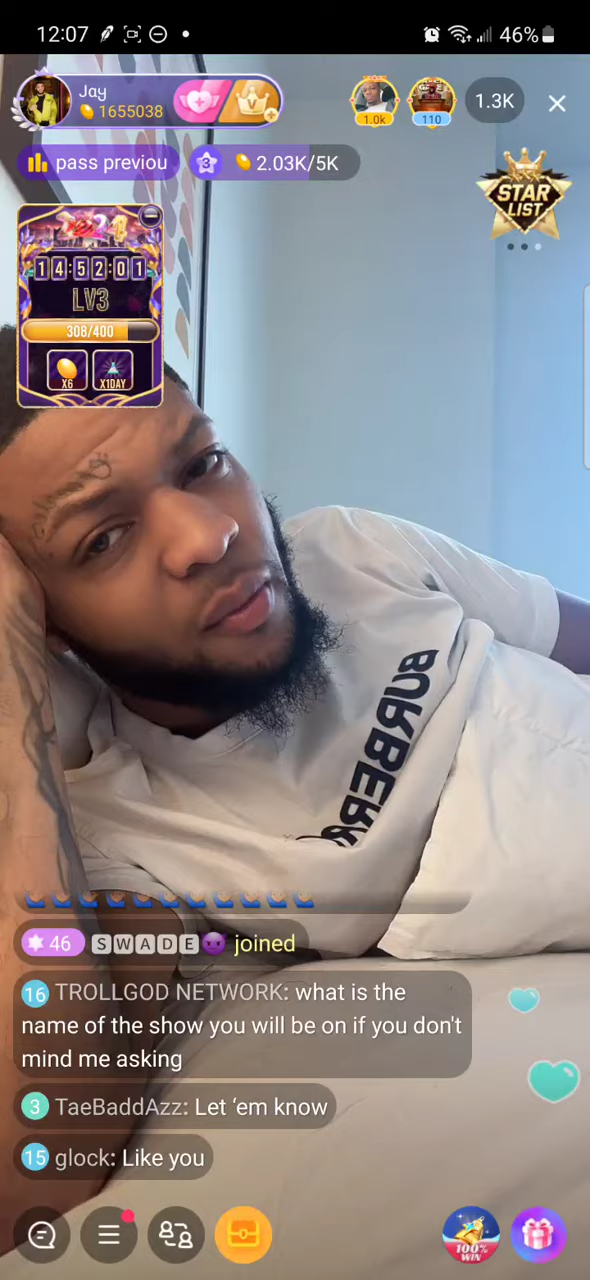 12:07
46%
Jay
1655038
1.0k
110
1.3K
pass previou
3
2.03K/5K
STAR
LIST
14:52:01
LV3
308/400
X6
X1DAY
BURBERR
46 SWADE joined
16 TROLLGOD NETWORK: what is the
name of the show you will be on if you don't
mind me asking
3 TaeBaddAzz: Let ‘em know
15 glock: Like you
100%
WIN